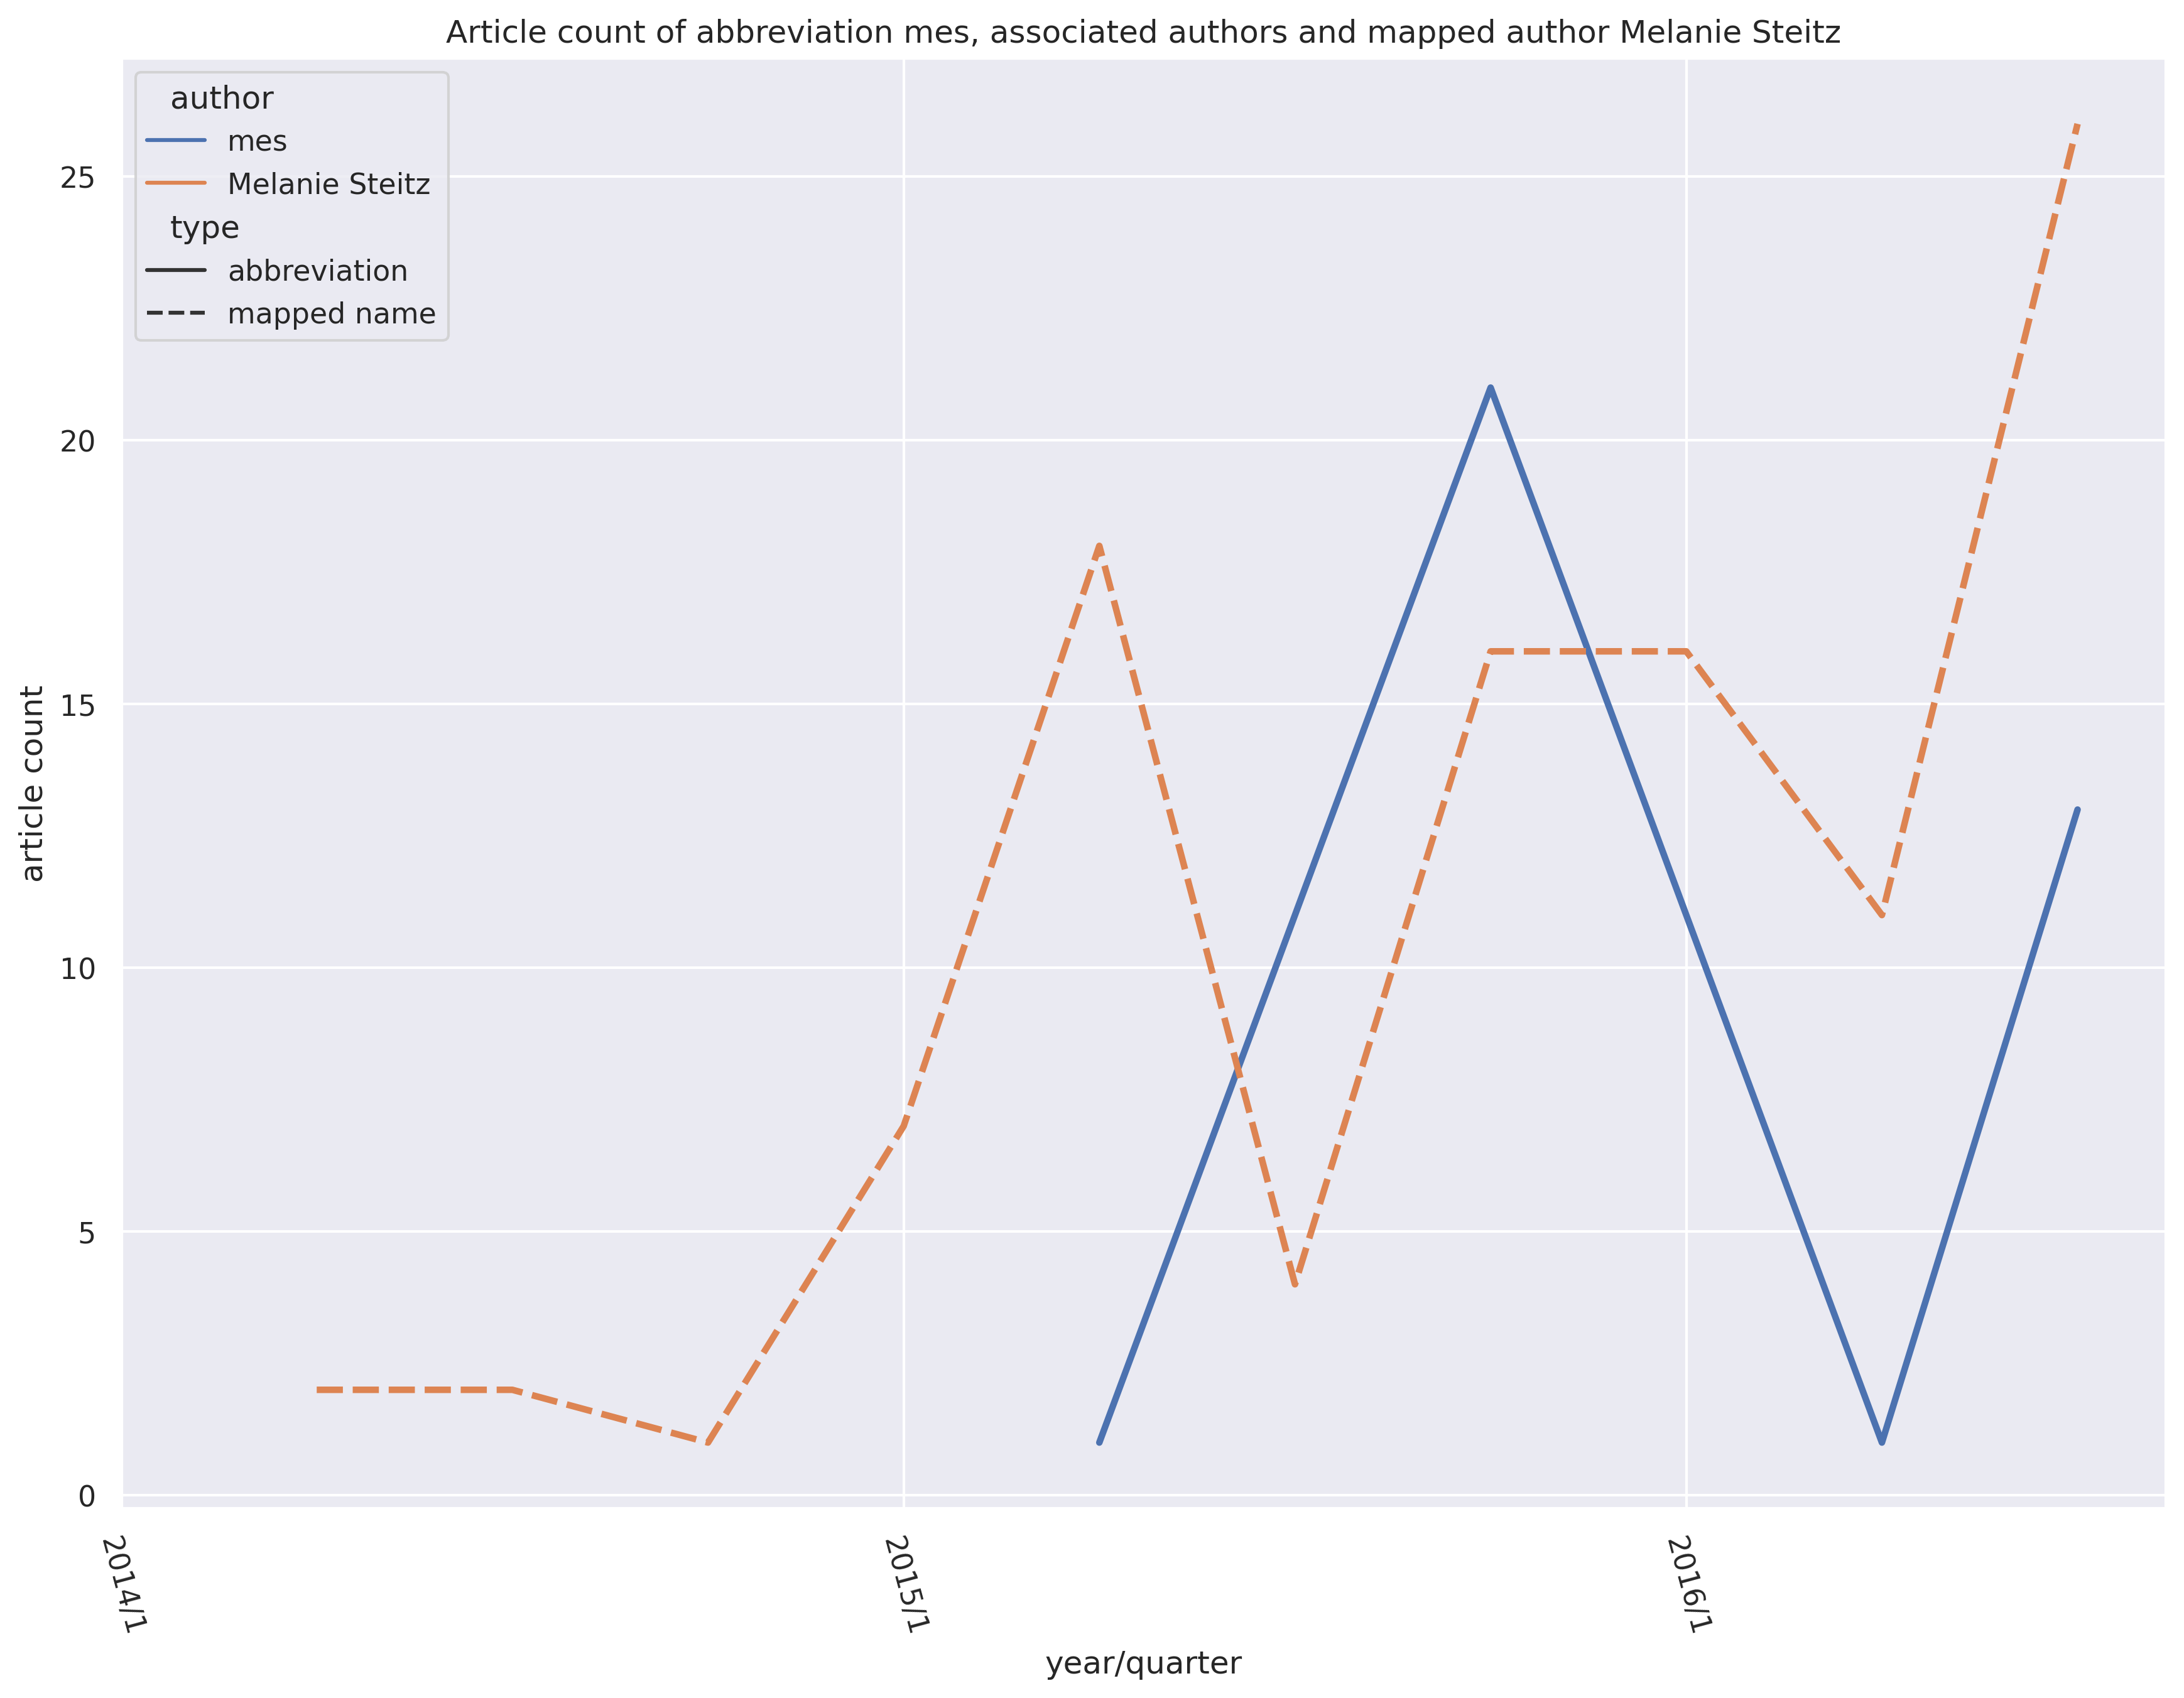 Article count of abbreviation mes, associated authors and mapped author Melanie Steitz
author
mes
Melanie Steitz
type
abbreviation
mapped name
article count
25
20
15
10
5
0
2014/1
2015/1
2016/1
year/quarter